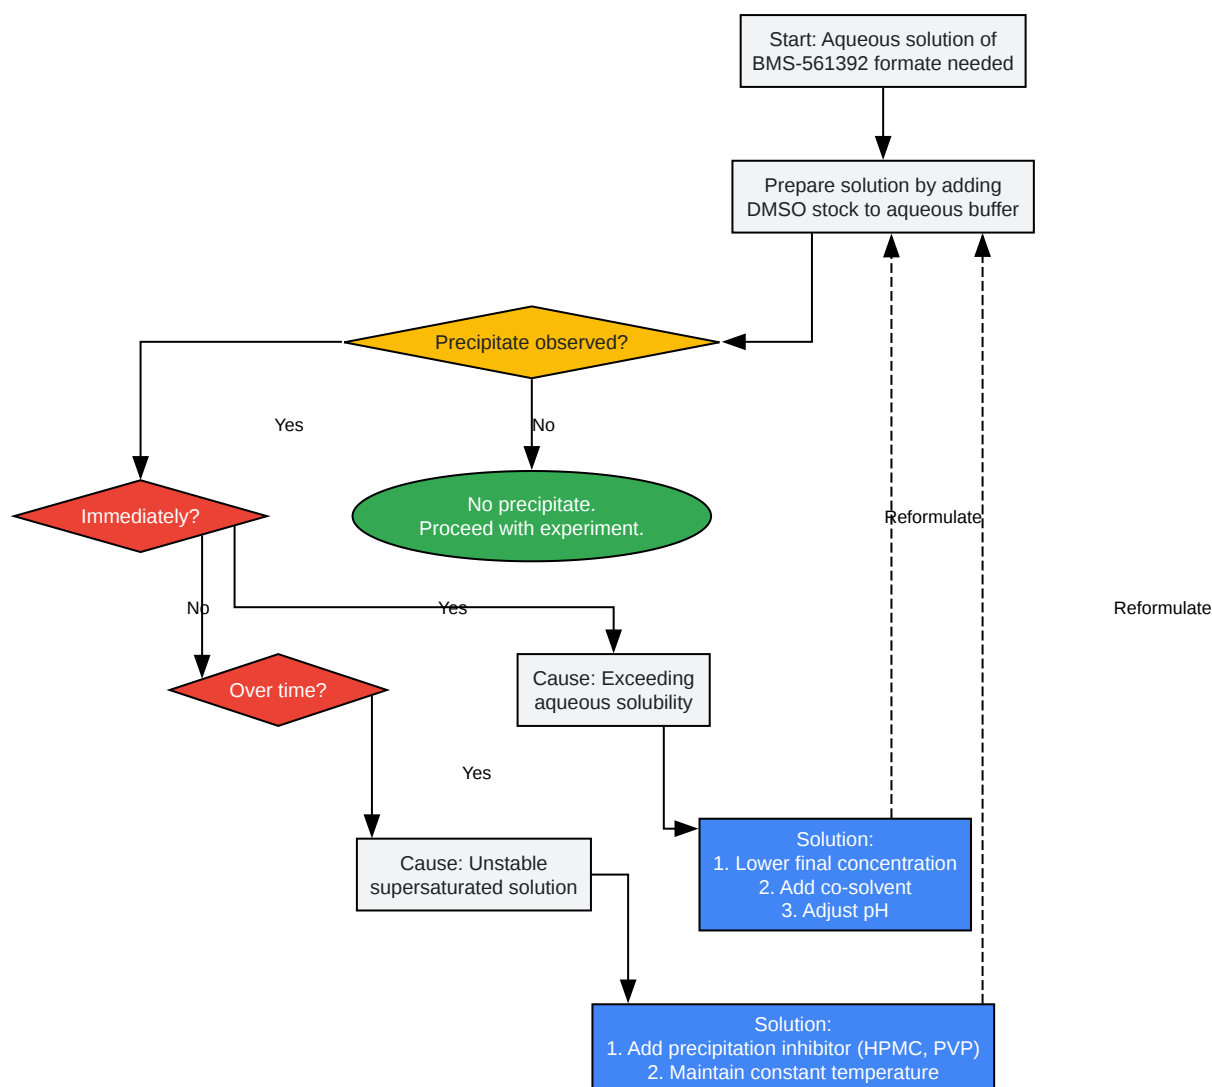 Start: Aqueous solution of
BMS-561392 formate needed
Prepare solution by adding
DMSO stock to aqueous buffer
Precipitate observed?
Yes
No
Immediately?
No precipitate.
Proceed with experiment.
Reformulate
No
Yes
Reformulate
Over time?
Cause: Exceeding
aqueous solubility
Yes
Cause: Unstable
supersaturated solution
Solution:
1. Lower final concentration
2. Add co-solvent
3. Adjust pH
Solution:
1. Add precipitation inhibitor (HPMC, PVP)
2. Maintain constant temperature